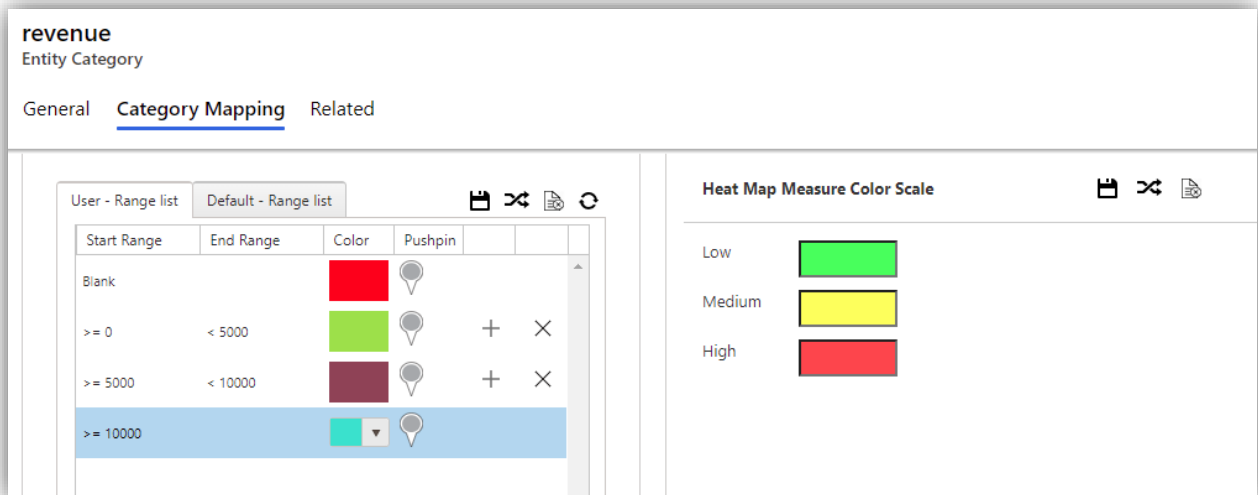 revenue
Entity Category
General Category Mapping Related
User - Range list Default - Range list
Start Range End Range Color Pushpin
Blank
>= 0 < 5000
>= 5000 < 10000
>= 10000
Heat Map Measure Color Scale
Low
Medium
High